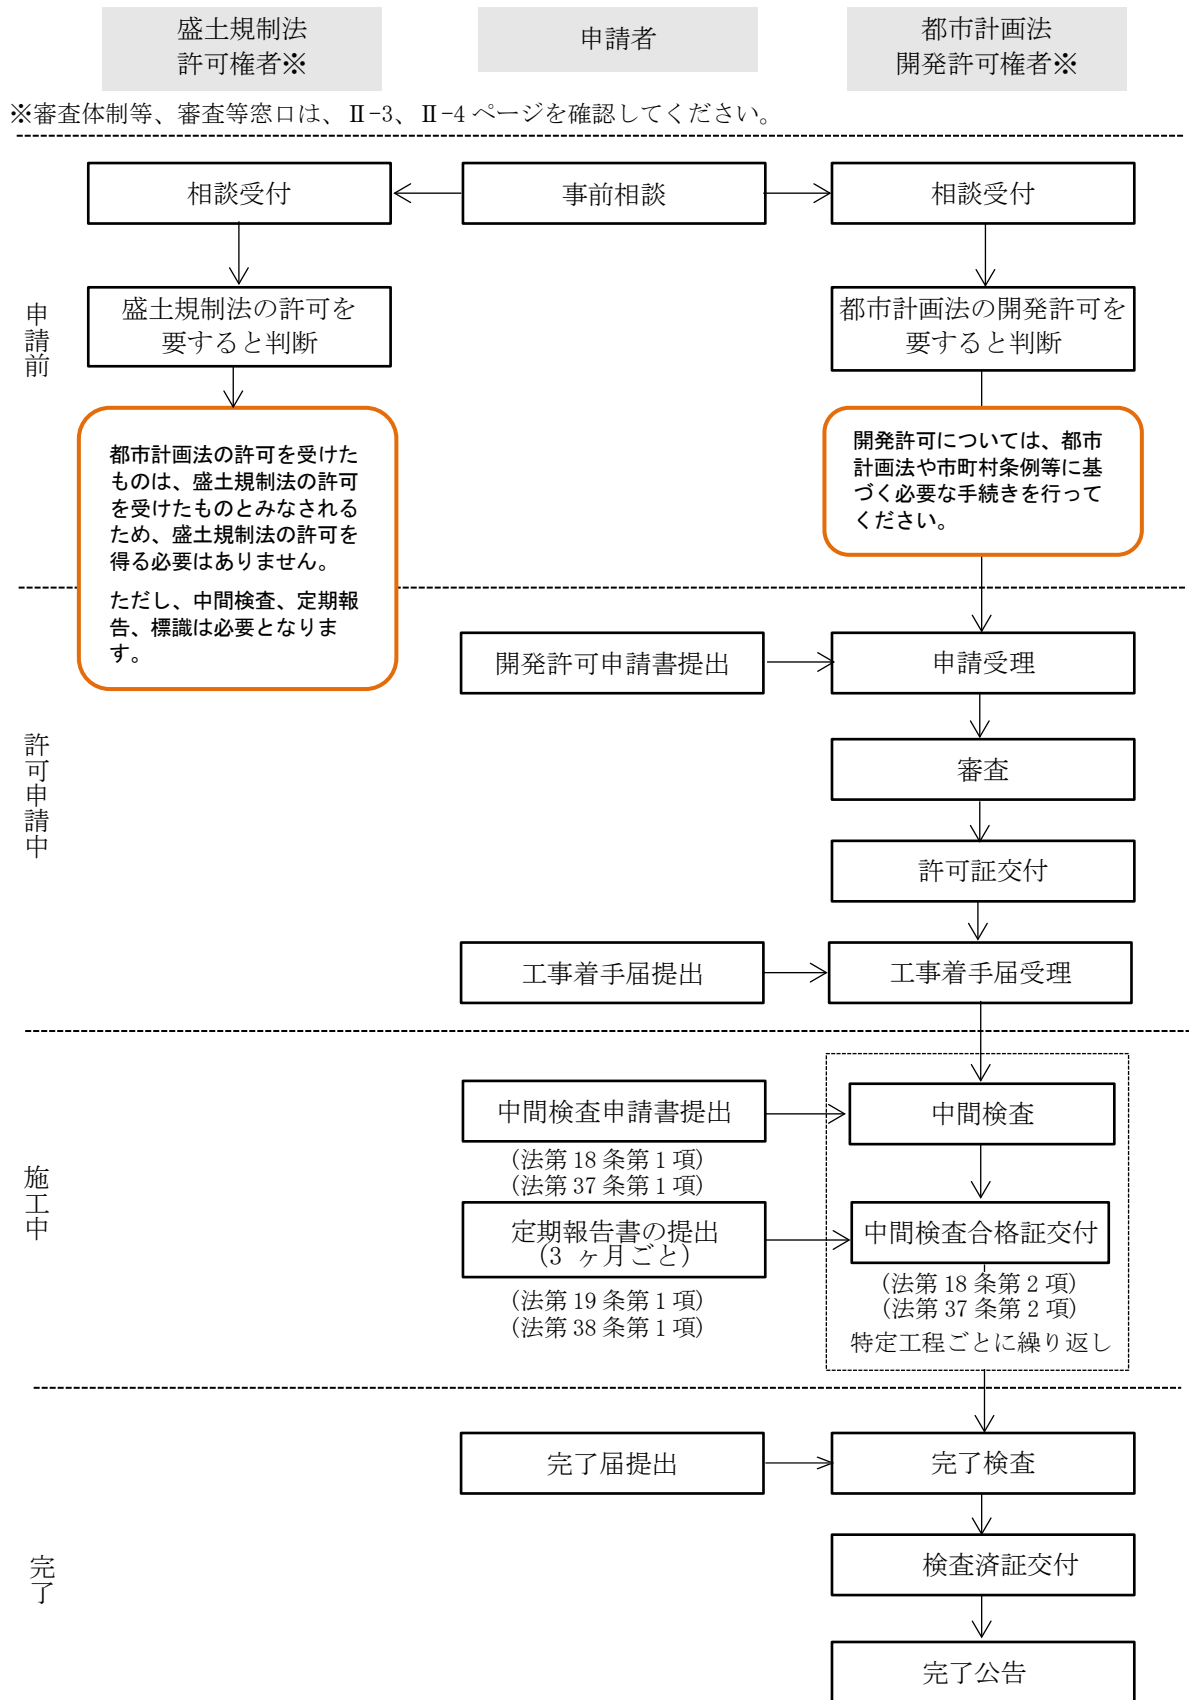 盛土規制法
許可権者※
申請者
都市計画法
開発許可権者※
※審査体制等、審査等窓口は、Ⅱ-3、Ⅱ-4 ページを確認してください。
申請前
相談受付
事前相談
相談受付
盛土規制法の許可を
要すると判断
都市計画法の開発許可を
要すると判断
都市計画法の許可を受けた
ものは、盛土規制法の許可
を受けたものとみなされる
ため、盛土規制法の許可を
得る必要はありません。
ただし、中間検査、定期報
告、標識は必要となりま
す。
開発許可については、都市
計画法や市町村条例等に基
づく必要な手続きを行って
ください。
許可申請中
開発許可申請書提出
申請受理
審査
許可証交付
工事着手届提出
工事着手届受理
施工中
中間検査申請書提出
(法第 18 条第 1 項)
(法第 37 条第 1 項)
中間検査
定期報告書の提出
(3 ヶ月ごと)
(法第 19 条第 1 項)
(法第 38 条第 1 項)
中間検査合格証交付
(法第 18 条第 2 項)
(法第 37 条第 2 項)
特定工程ごとに繰り返し
完了
完了届提出
完了検査
検査済証交付
完了公告